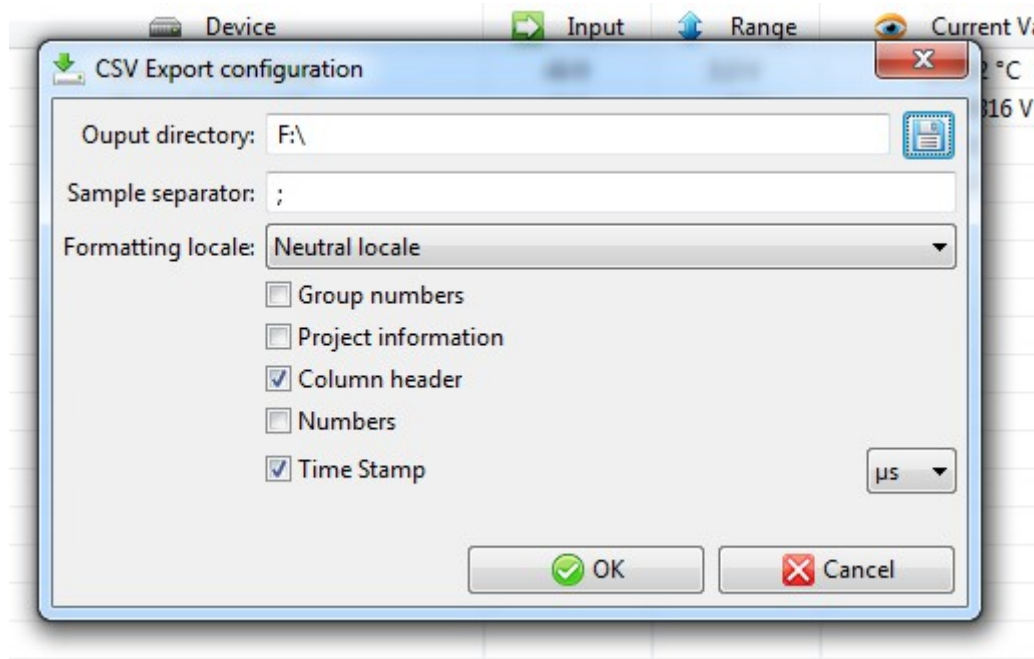 Device Input Range Current Va
CSV Export configuration
2 °C
Ouput directory: F:\
316 V
Sample separator: ;
Formatting locale: Neutral locale
Group numbers
Project information
Column header
Numbers
Time Stamp µs
OK Cancel